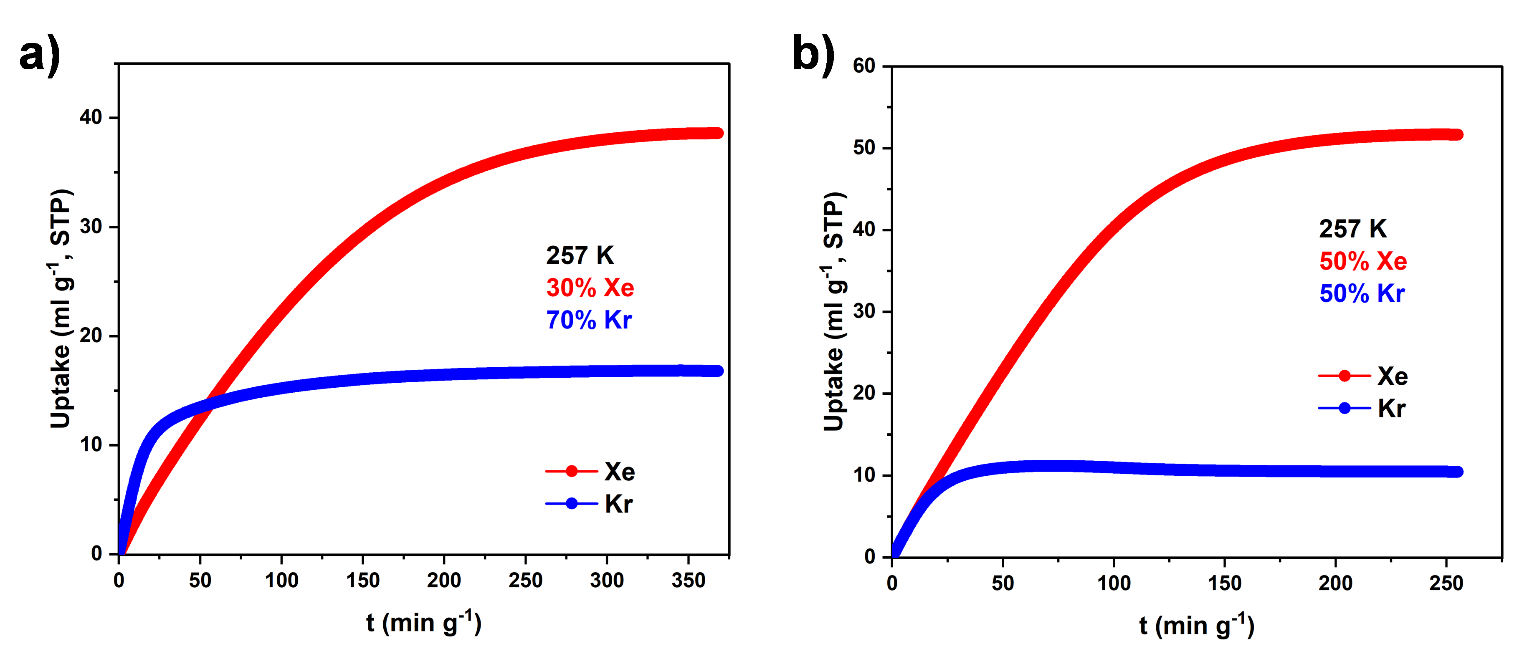 a)
Uptake (ml g⁻¹, STP)
40
30
20
10
0
257 K
30% Xe
70% Kr
Xe
Kr
0 50 100 150 200 250 300 350
t (min g⁻¹)
b)
Uptake (ml g⁻¹, STP)
60
50
40
30
20
10
0
257 K
50% Xe
50% Kr
Xe
Kr
0 50 100 150 200 250
t (min g⁻¹)